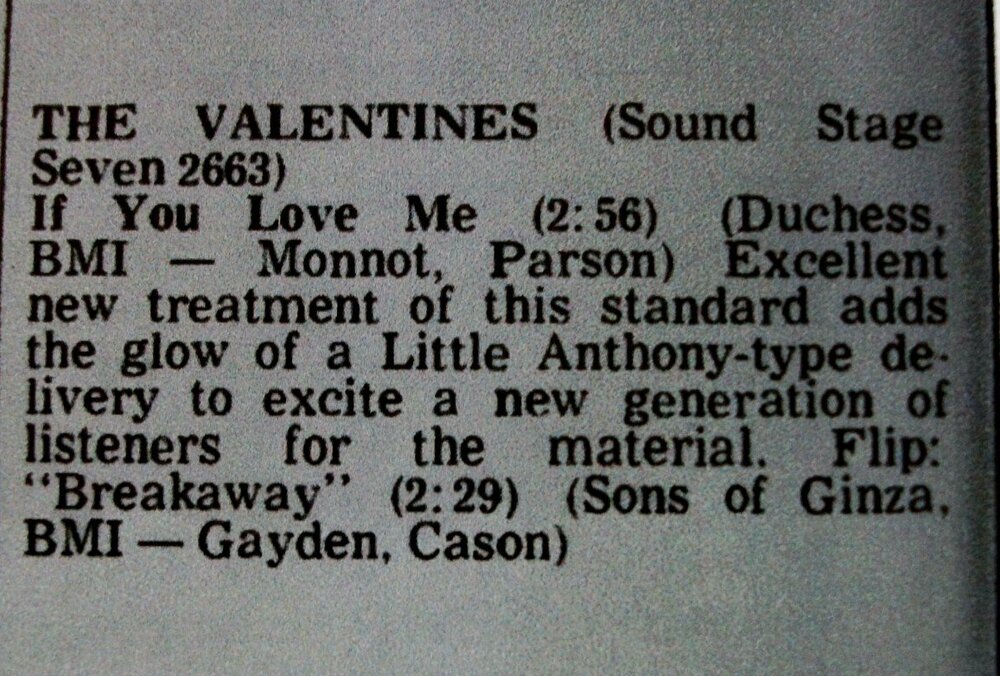 THE VALENTINES (Sound Stage
Seven 2663)
If You Love Me (2:56) (Duchess,
BMI — Monnot, Parson) Excellent
new treatment of this standard adds
the glow of a Little Anthony-type de-
livery to excite a new generation of
listeners for the material. Flip:
"Breakaway" (2:29) (Sons of Ginza,
BMI — Gayden, Cason)